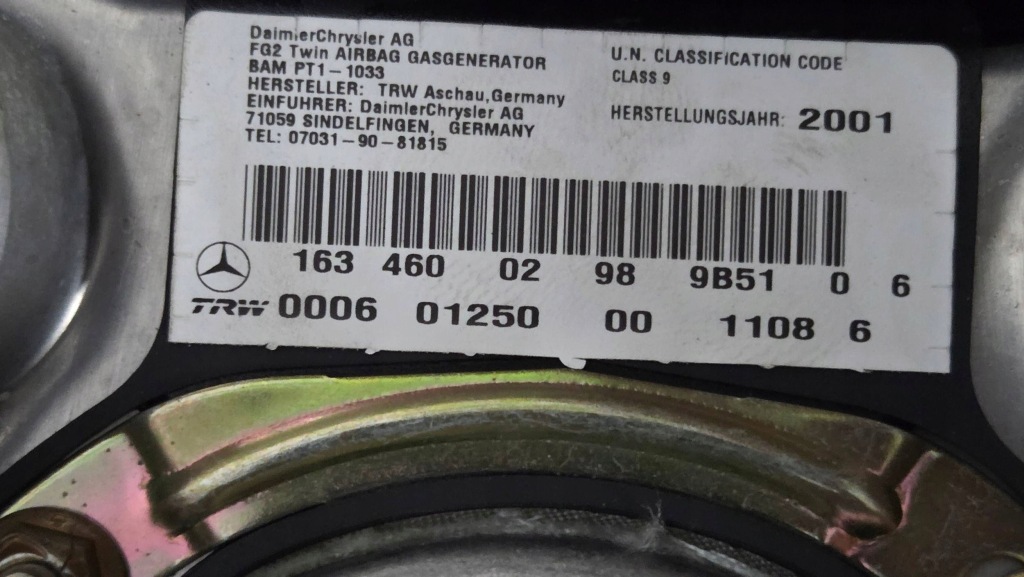 DaimlerChrysler AG
FG2 Twin AIRBAG GASGENERATOR
BAM PT1-1033
HERSTELLER: TRW Aschau,Germany
EINFUHRER: DaimlerChrysler AG
71059 SINDELFINGEN, GERMANY
TEL: 07031-90-81815
U.N. CLASSIFICATION CODE
CLASS 9
HERSTELLUNGSJAHR: 2001
163 460 02 98 9B51 0 6
TRW 0006 01250 00 1108 6